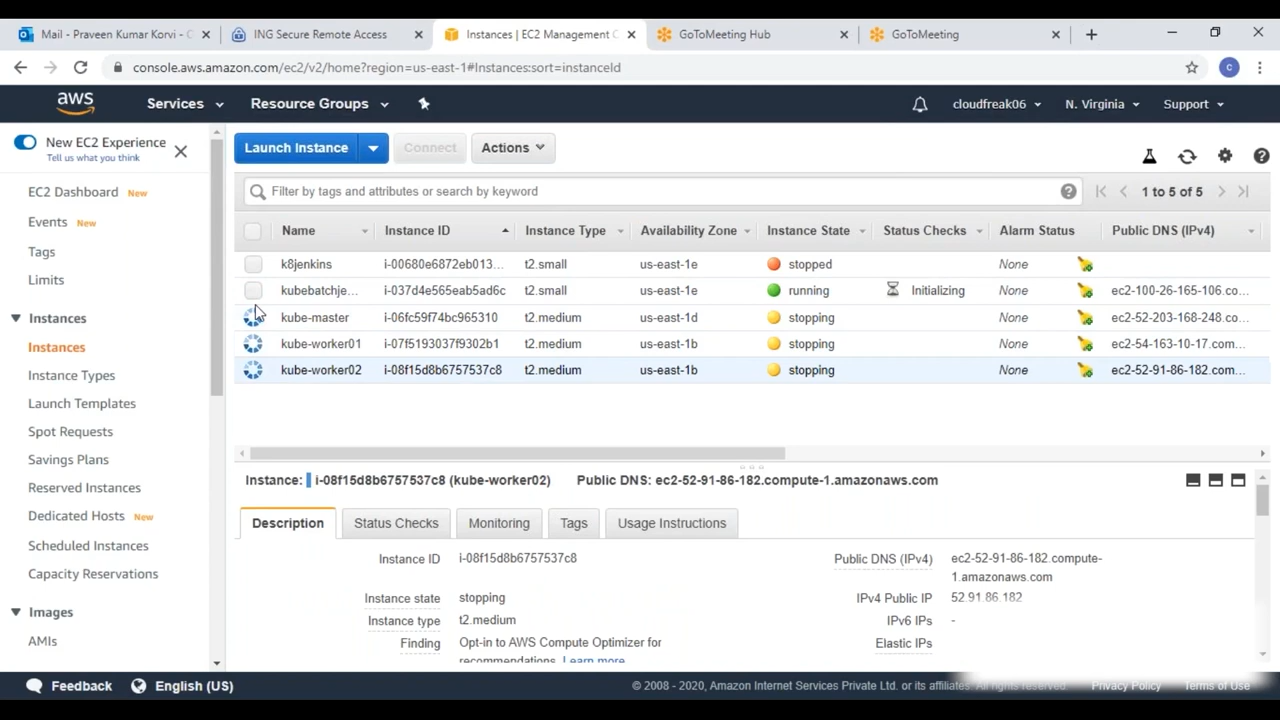 Mail - Praveen Kumar Korvi - C
ING Secure Remote Access
Instances | EC2 Management C
GoToMeeting Hub
GoToMeeting
console.aws.amazon.com/ec2/v2/home?region=us-east-1#Instances:sort=instanceId
C
aws
Services
Resource Groups
cloudfreak06
N. Virginia
Support
New EC2 Experience
Tell us what you think
EC2 Dashboard New
Events New
Tags
Limits
Instances
Instances
Instance Types
Launch Templates
Spot Requests
Savings Plans
Reserved Instances
Dedicated Hosts New
Scheduled Instances
Capacity Reservations
Images
AMIs
Launch Instance
Connect
Actions
Filter by tags and attributes or search by keyword
1 to 5 of 5
Name Instance ID Instance Type Availability Zone Instance State Status Checks Alarm Status Public DNS (IPv4)
k8jenkins i-00680e6872eb013... t2.small us-east-1e stopped None
kubebatchje... i-037d4e565eab5ad6c t2.small us-east-1e running Initializing None ec2-100-26-165-106.co...
kube-master i-06fc59f74bc965310 t2.medium us-east-1d stopping None ec2-52-203-168-248.co...
kube-worker01 i-07f5193037f9302b1 t2.medium us-east-1b stopping None ec2-54-163-10-17.com...
kube-worker02 i-08f15d8b6757537c8 t2.medium us-east-1b stopping None ec2-52-91-86-182.com...
Instance: i-08f15d8b6757537c8 (kube-worker02) Public DNS: ec2-52-91-86-182.compute-1.amazonaws.com
Description
Status Checks
Monitoring
Tags
Usage Instructions
Instance ID i-08f15d8b6757537c8
Instance state stopping
Instance type t2.medium
Finding Opt-in to AWS Compute Optimizer for
recommendations. Learn more
Public DNS (IPv4) ec2-52-91-86-182.compute-
1.amazonaws.com
IPv4 Public IP 52.91.86.182
IPv6 IPs -
Elastic IPs
Feedback
English (US)
© 2008 - 2020, Amazon Internet Services Private Ltd. or its affiliates. All rights reserved.
Privacy Policy
Terms of Use